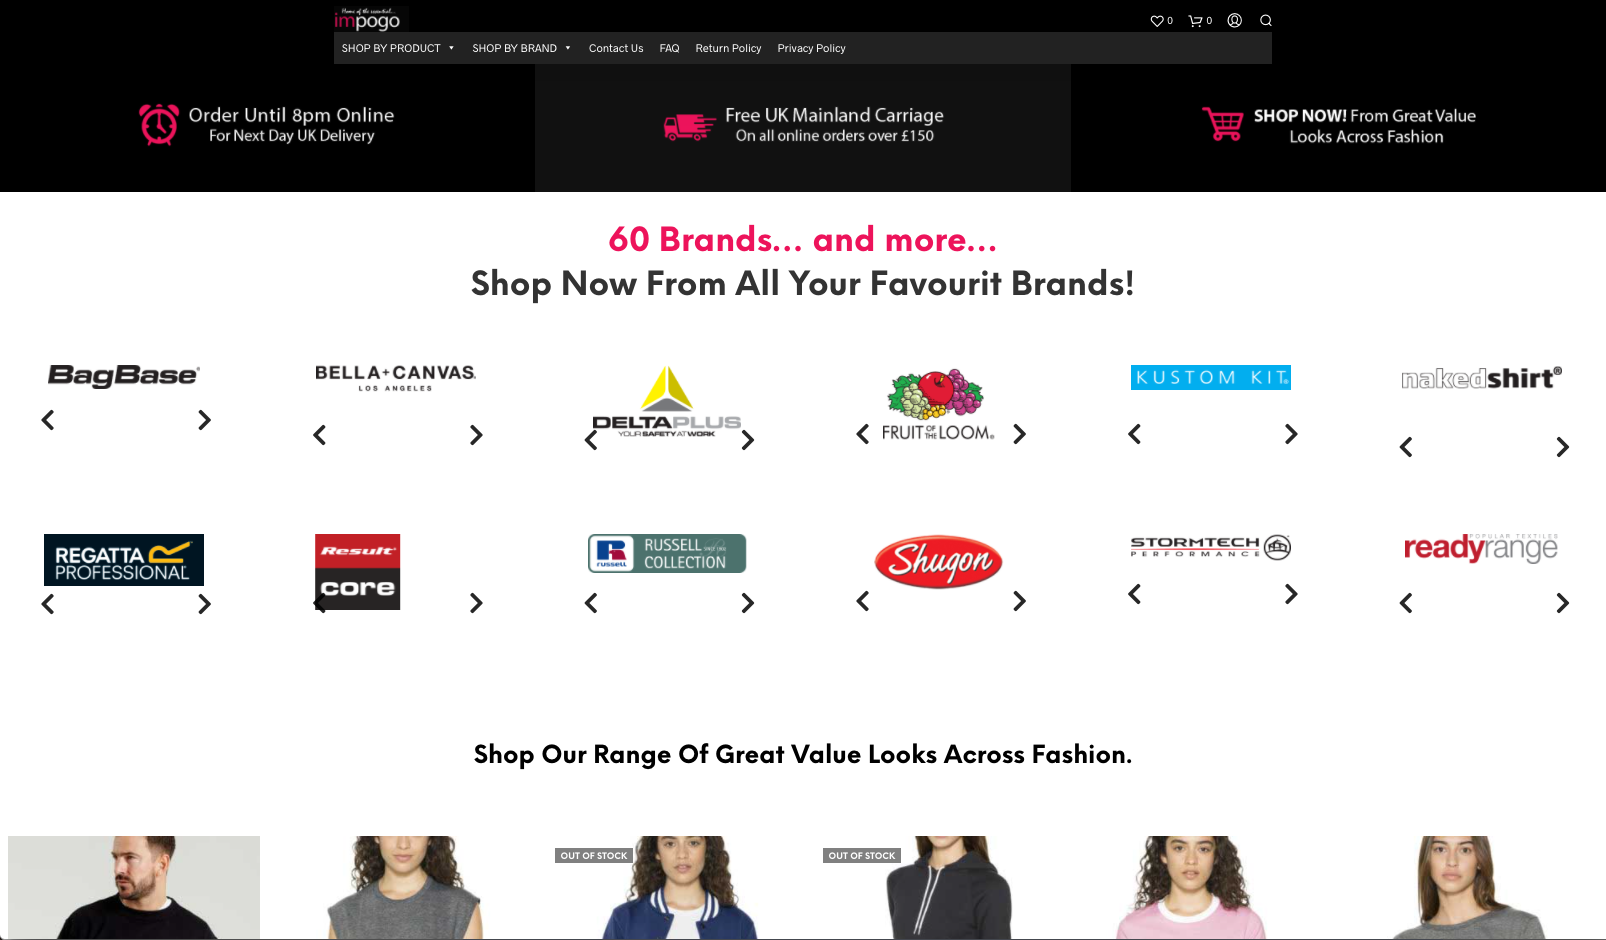 Home of the essential...
impogo
0
0
SHOP BY PRODUCT
SHOP BY BRAND
Contact Us
FAQ
Return Policy
Privacy Policy
Order Until 8pm Online
For Next Day UK Delivery
Free UK Mainland Carriage
On all online orders over £150
SHOP NOW! From Great Value
Looks Across Fashion
60 Brands... and more...
Shop Now From All Your Favourit Brands!
BagBase®
BELLA+CANVAS.
LOS ANGELES
DELTAPLUS
YOUR SAFETY AT WORK
FRUIT OF THE LOOM®
KUSTOM KIT®
nakedshirt®
REGATTA
PROFESSIONAL
Result
core
russell
RUSSELL
COLLECTION
Shugon
STORMTECH
PERFORMANCE
POPULAR TEXTILES
readyrange
Shop Our Range Of Great Value Looks Across Fashion.
OUT OF STOCK
OUT OF STOCK